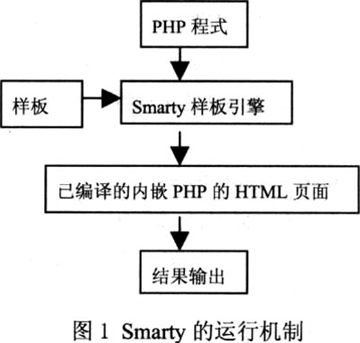 PHP 程式
样板
Smarty 样板引擎
已编译的内嵌 PHP 的 HTML 页面
结果输出
图 1 Smarty 的运行机制